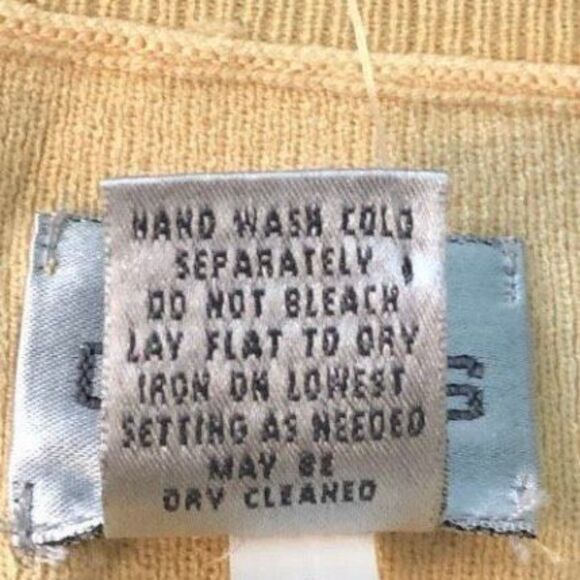 HAND WASH COLD
SEPARATELY
DO NOT BLEACH
LAY FLAT TO DRY
IRON ON LOWEST
SETTING AS NEEDED
MAY BE
DRY CLEANED